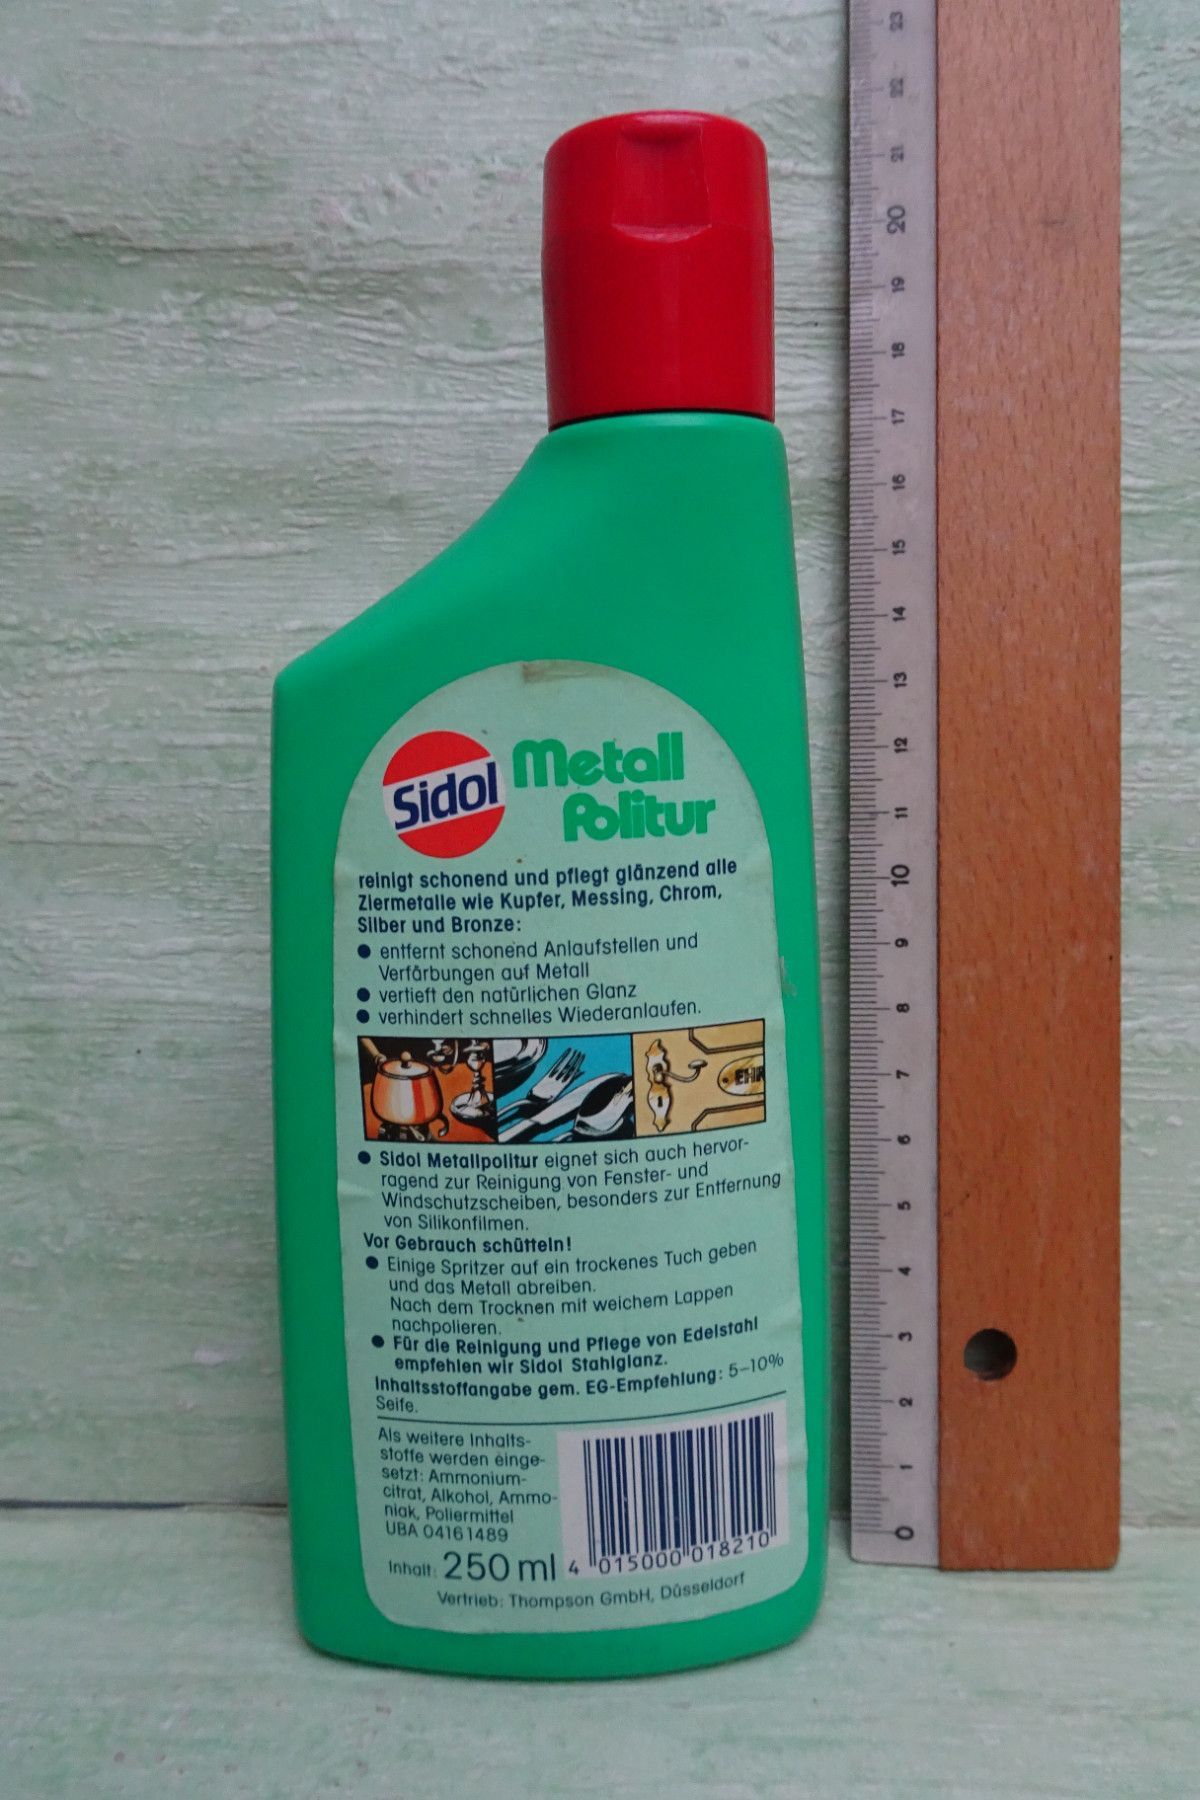 Sidol
Metall
Politur
reinigt schonend und pflegt glänzend alle
Ziermetalle wie Kupfer, Messing, Chrom,
Silber und Bronze:
● entfernt schonend Anlaufstellen und
Verfärbungen auf Metall
● vertieft den natürlichen Glanz
● verhindert schnelles Wiederanlaufen.
EHR
● Sidol Metallpolitur eignet sich auch hervor-
ragend zur Reinigung von Fenster- und
Windschutzscheiben, besonders zur Entfernung
von Silikonfilmen.
Vor Gebrauch schütteln!
● Einige Spritzer auf ein trockenes Tuch geben
und das Metall abreiben.
Nach dem Trocknen mit weichem Lappen
nachpolieren.
● Für die Reinigung und Pflege von Edelstahl
empfehlen wir Sidol Stahlglanz.
Inhaltsstoffangabe gem. EG-Empfehlung: 5-10%
Seife.
Als weitere Inhalts-
stoffe werden einge-
setzt: Ammonium-
citrat, Alkohol, Ammo-
niak, Poliermittel
UBA 04161489
Inhalt: 250 ml
4 015000 018210
Vertrieb: Thompson GmbH, Düsseldorf
23
22
21
20
19
18
17
16
15
14
13
12
11
10
9
8
7
6
5
4
3
2
1
0